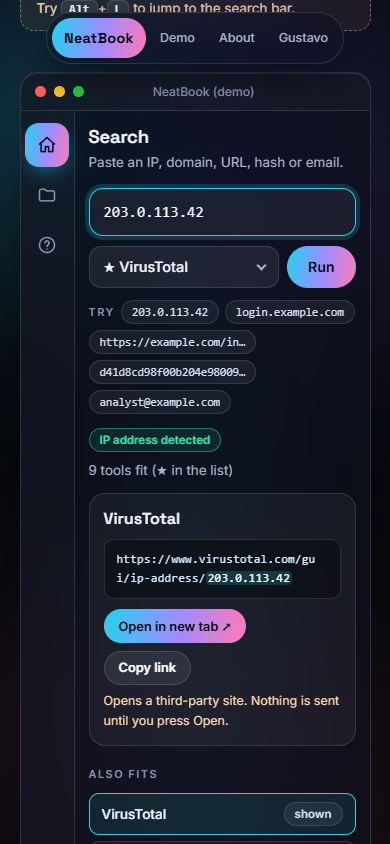 Try Alt + L to jump to the search bar.
NeatBook Demo About Gustavo
NeatBook (demo)
Search
Paste an IP, domain, URL, hash or email.
203.0.113.42
★ VirusTotal Run
TRY 203.0.113.42 login.example.com
https://example.com/in…
d41d8cd98f00b204e98009…
analyst@example.com
IP address detected
9 tools fit (★ in the list)
VirusTotal
https://www.virustotal.com/gu
i/ip-address/203.0.113.42
Open in new tab ↗
Copy link
Opens a third-party site. Nothing is sent
until you press Open.
ALSO FITS
VirusTotal shown